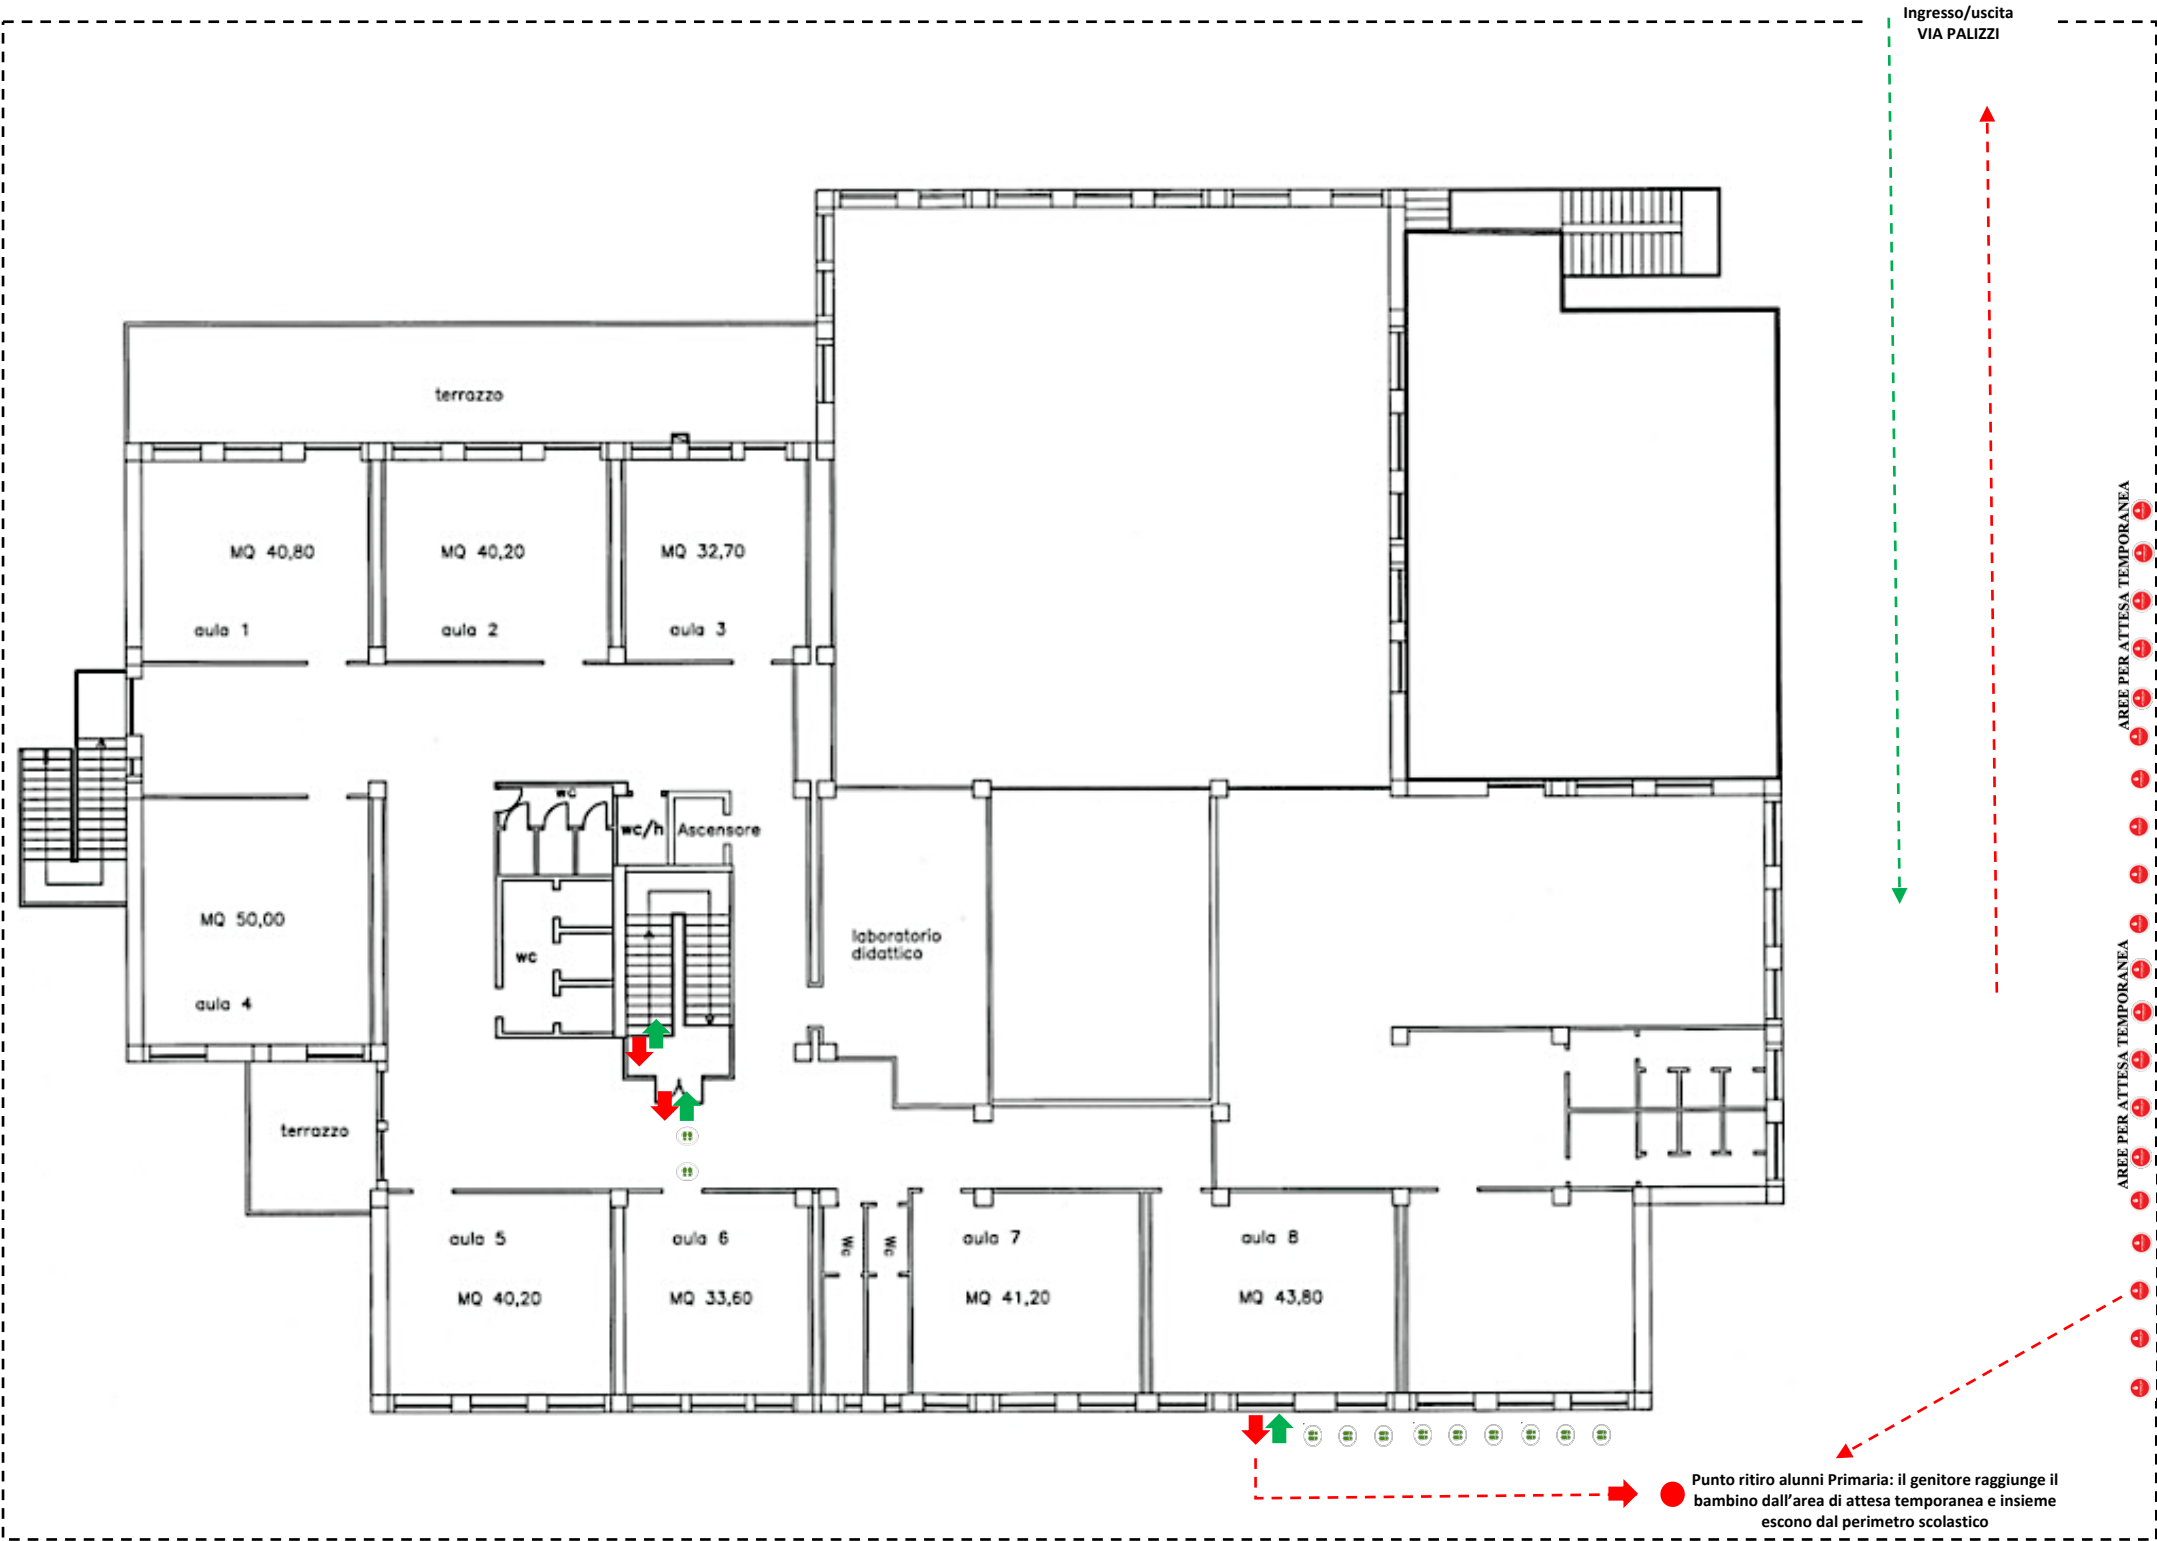 Ingresso/uscita
VIA PALIZZI
terrazzo
MQ 40,80
MQ 40,20
MQ 32,70
aula 1
aula 2
aula 3
AREE PER ATTESA TEMPORANEA
wc
wc/h
Ascensore
MQ 50,00
wc
laboratorio
didattico
aula 4
AREE PER ATTESA TEMPORANEA
terrazzo
aula 5
aula 6
Wc
Wc
aula 7
aula 8
MQ 40,20
MQ 33,60
MQ 41,20
MQ 43,80
Punto ritiro alunni Primaria: il genitore raggiunge il
bambino dall'area di attesa temporanea e insieme
escono dal perimetro scolastico